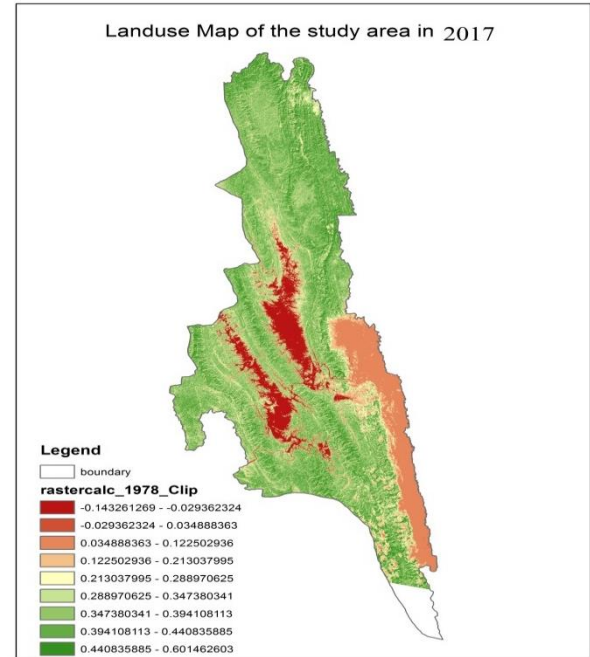 Landuse Map of the study area in 2017
Legend
boundary
rastercalc_1978_Clip
-0.143261269 - -0.029362324
-0.029362324 - 0.034888363
0.034888363 - 0.122502936
0.122502936 - 0.213037995
0.213037995 - 0.288970625
0.288970625 - 0.347380341
0.347380341 - 0.394108113
0.394108113 - 0.440835885
0.440835885 - 0.601462603